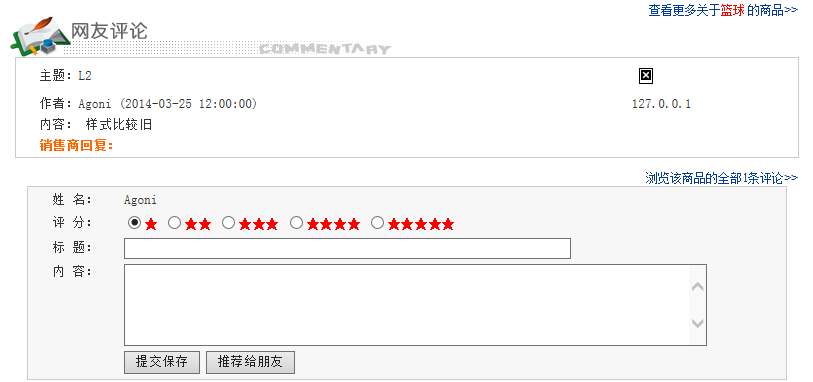 查看更多关于篮球 的商品>>
网友评论
COMMENTARY
主题：L2
作者：Agoni (2014-03-25 12:00:00) 127.0.0.1
内容： 样式比较旧
销售商回复：
浏览该商品的全部1条评论>>
姓 名： Agoni
评 分： ★ ★★ ★★★ ★★★★ ★★★★★
标 题：
内 容：
提交保存 推荐给朋友